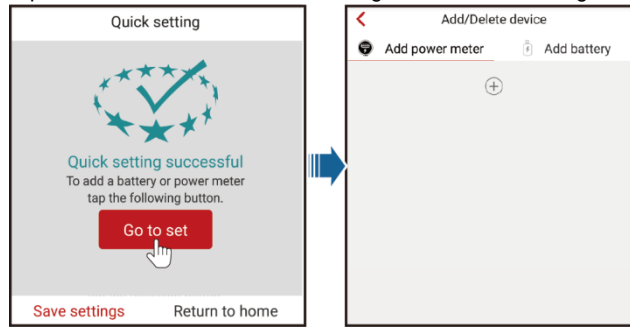 Quick setting
Quick setting successful
To add a battery or power meter
tap the following button.
Go to set
Save settings
Return to home
Add/Delete device
Add power meter
Add battery